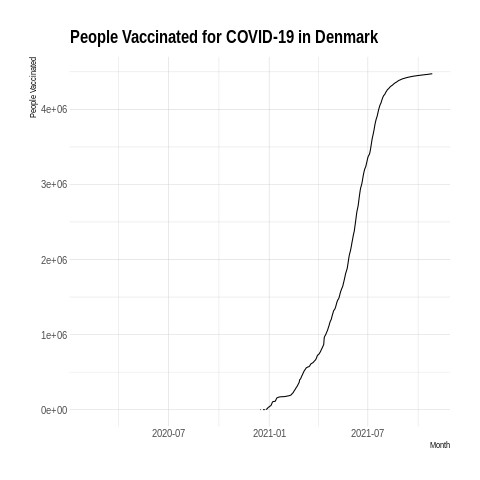 People Vaccinated for COVID-19 in Denmark
People Vaccinated
4e+06
3e+06
2e+06
1e+06
0e+00
2020-07
2021-01
2021-07
Month